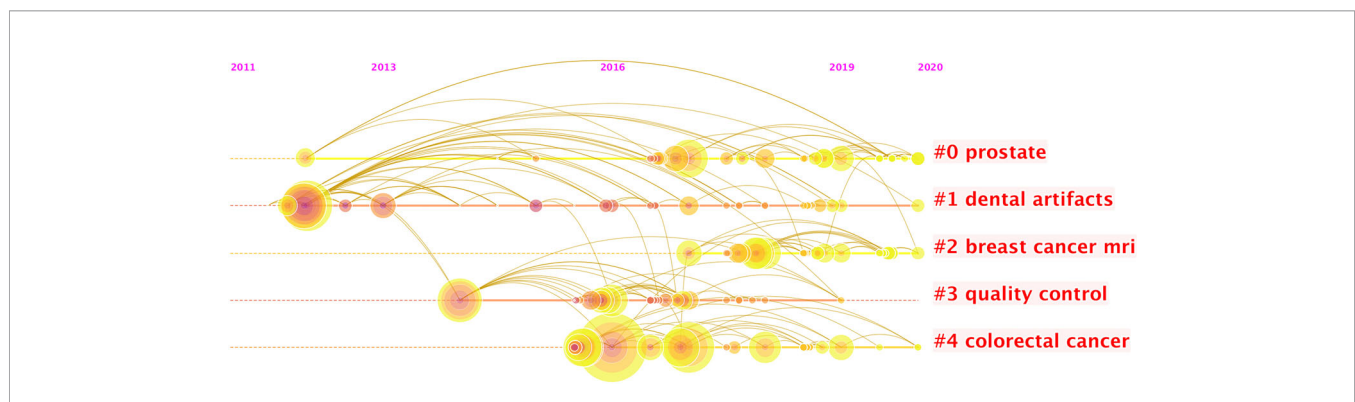 2011 2013 2016 2019 2020
#0 prostate
#1 dental artifacts
#2 breast cancer mri
#3 quality control
#4 colorectal cancer